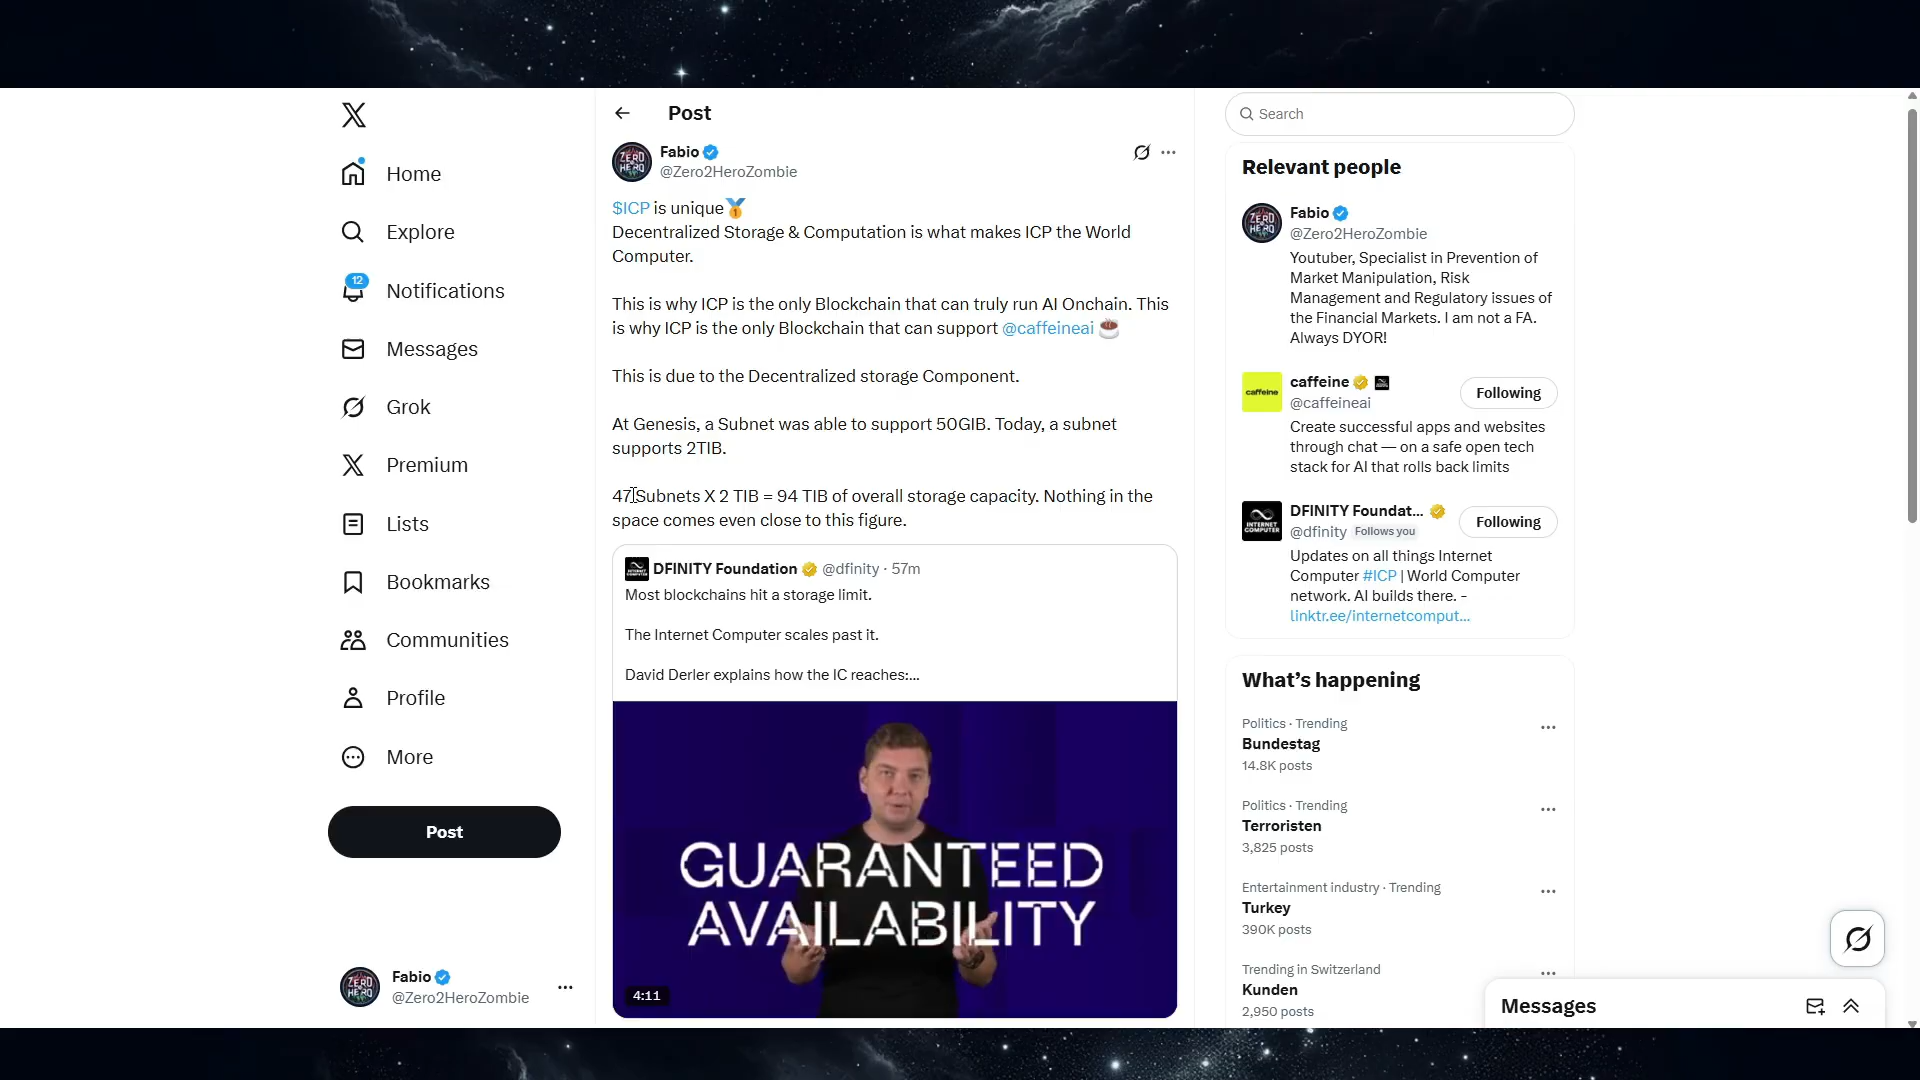 Home
Explore
12
Notifications
Messages
Grok
Premium
Lists
Bookmarks
Communities
Profile
More
Post
Fabio
@Zero2HeroZombie
Post
Fabio
@Zero2HeroZombie
$ICP is unique🥇
Decentralized Storage & Computation is what makes ICP the World
Computer.
This is why ICP is the only Blockchain that can truly run AI Onchain. This
is why ICP is the only Blockchain that can support @caffeineai ☕
This is due to the Decentralized storage Component.
At Genesis, a Subnet was able to support 50GIB. Today, a subnet
supports 2TIB.
47 Subnets X 2 TIB = 94 TIB of overall storage capacity. Nothing in the
space comes even close to this figure.
DFINITY Foundation @dfinity · 57m
Most blockchains hit a storage limit.
The Internet Computer scales past it.
David Derler explains how the IC reaches:...
GUARANTEED
AVAILABILITY
4:11
Search
Relevant people
ZERO
HERO
Fabio
@Zero2HeroZombie
Youtuber, Specialist in Prevention of
Market Manipulation, Risk
Management and Regulatory issues of
the Financial Markets. I am not a FA.
Always DYOR!
caffeine
caffeine
@caffeineai
Following
Create successful apps and websites
through chat — on a safe open tech
stack for AI that rolls back limits
INTERNET
COMPUTER
DFINITY Foundat...
@dfinity Follows you
Following
Updates on all things Internet
Computer #ICP | World Computer
network. AI builds there. -
linktr.ee/internetcomput...
What's happening
Politics · Trending
Bundestag
14.8K posts
Politics · Trending
Terroristen
3,825 posts
Entertainment industry · Trending
Turkey
390K posts
Trending in Switzerland
Kunden
2,950 posts
Messages